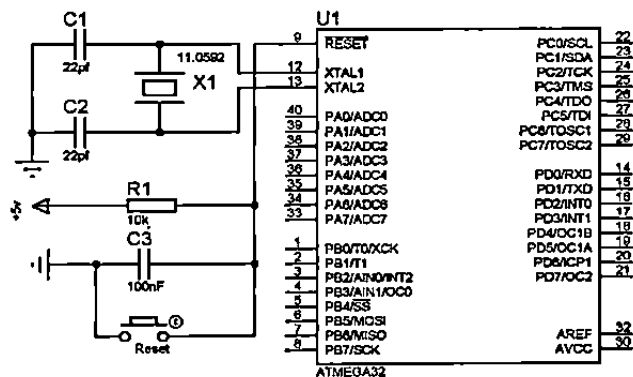 U1
C1
22pf
11.0592
X1
C2
22pf
R1
10k
+5v
C3
100nF
Reset
9 RESET
12 XTAL1
13 XTAL2
40 PA0/ADC0
39 PA1/ADC1
38 PA2/ADC2
37 PA3/ADC3
36 PA4/ADC4
35 PA5/ADC5
34 PA6/ADC6
33 PA7/ADC7
1 PB0/T0/XCK
2 PB1/T1
3 PB2/AIN0/INT2
4 PB3/AIN1/OC0
5 PB4/SS
6 PB5/MOSI
7 PB6/MISO
8 PB7/SCK
PC0/SCL 22
PC1/SDA 23
PC2/TCK 24
PC3/TMS 25
PC4/TDO 26
PC5/TDI 27
PC6/TOSC1 28
PC7/TOSC2 29
PD0/RXD 14
PD1/TXD 15
PD2/INT0 16
PD3/INT1 17
PD4/OC1B 18
PD5/OC1A 19
PD6/ICP1 20
PD7/OC2 21
AREF 32
AVCC 30
ATMEGA32